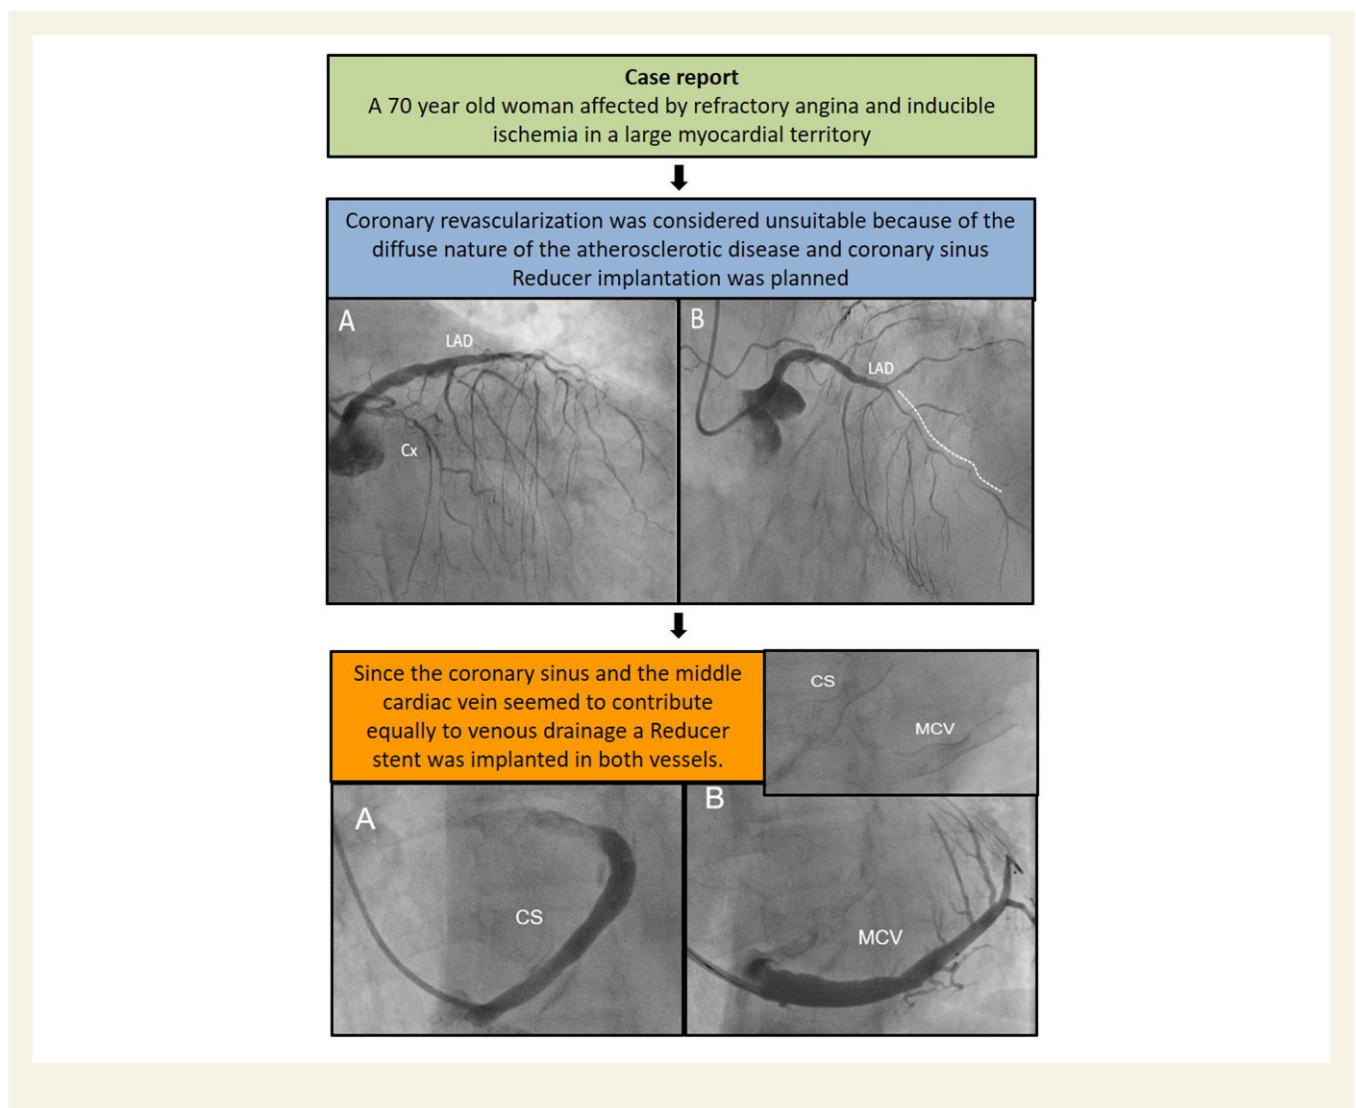 Case report
A 70 year old woman affected by refractory angina and inducible
ischemia in a large myocardial territory
Coronary revascularization was considered unsuitable because of the
diffuse nature of the atherosclerotic disease and coronary sinus
Reducer implantation was planned
A
LAD
Cx
B
LAD
Since the coronary sinus and the middle
cardiac vein seemed to contribute
equally to venous drainage a Reducer
stent was implanted in both vessels.
CS
MCV
A
CS
B
MCV